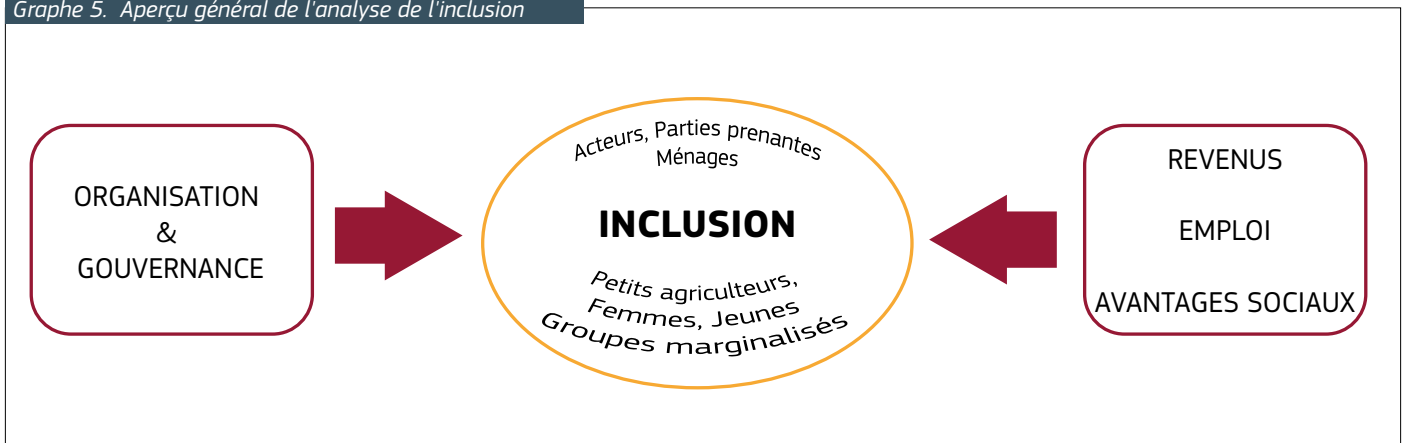 Graphe 5. Aperçu général de l'analyse de l'inclusion
ORGANISATION
&
GOUVERNANCE
Acteurs, Parties prenantes
Ménages
INCLUSION
Petits agriculteurs,
Femmes, Jeunes
Groupes marginalisés
REVENUS
EMPLOI
AVANTAGES SOCIAUX